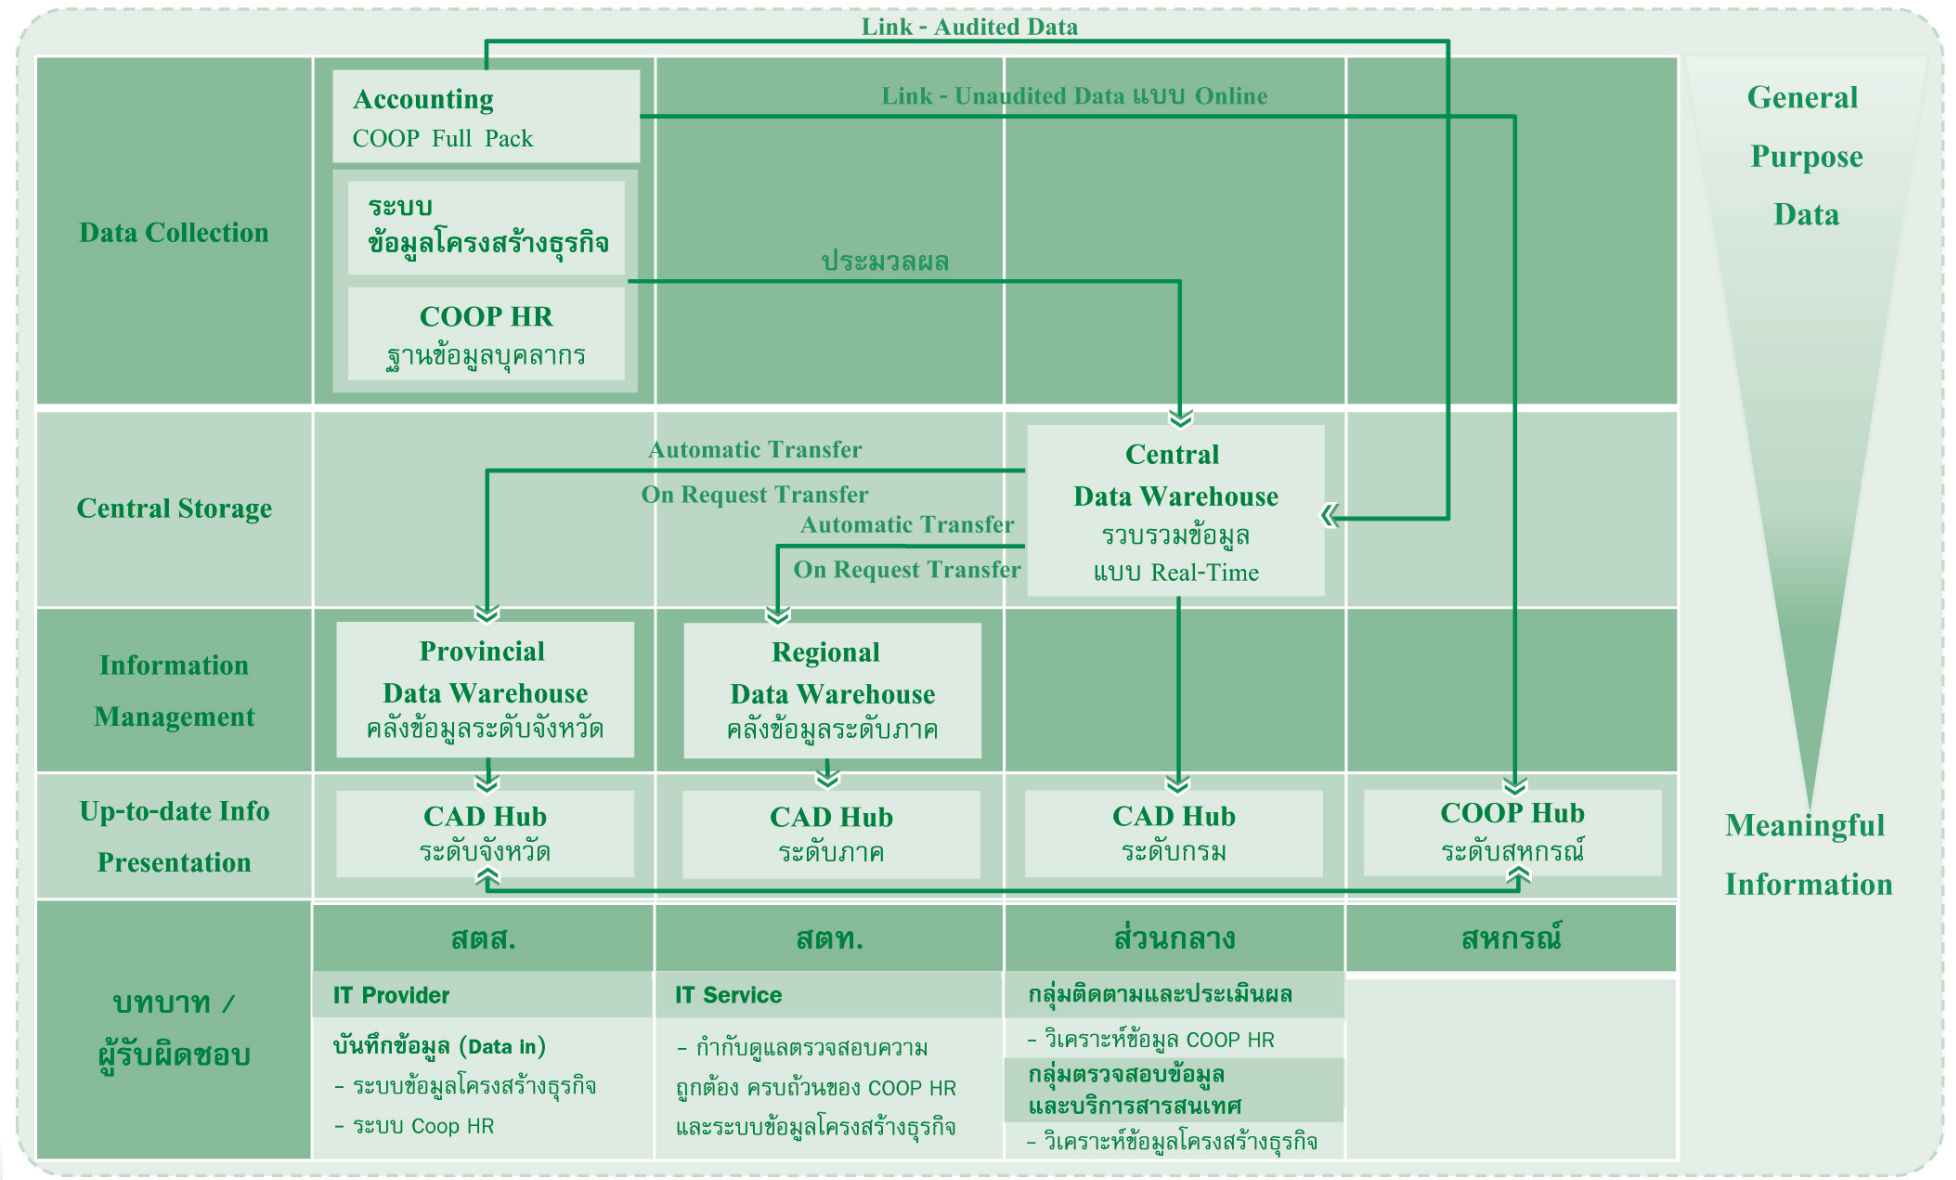 Link - Audited Data
Accounting
COOP Full Pack
Link - Unaudited Data แบบ Online
General
Purpose
Data
Data Collection
ระบบ
ข้อมูลโครงสร้างธุรกิจ
ประมวลผล
COOP HR
ฐานข้อมูลบุคลากร
Central Storage
Automatic Transfer
On Request Transfer
Automatic Transfer
On Request Transfer
Central
Data Warehouse
รวบรวมข้อมูล
แบบ Real-Time
Information
Management
Provincial
Data Warehouse
คลังข้อมูลระดับจังหวัด
Regional
Data Warehouse
คลังข้อมูลระดับภาค
Up-to-date Info
Presentation
CAD Hub
ระดับจังหวัด
CAD Hub
ระดับภาค
CAD Hub
ระดับกรม
COOP Hub
ระดับสหกรณ์
Meaningful
Information
บทบาท /
ผู้รับผิดชอบ
สตส.
สตท.
ส่วนกลาง
สหกรณ์
IT Provider
บันทึกข้อมูล (Data in)
- ระบบข้อมูลโครงสร้างธุรกิจ
- ระบบ Coop HR
IT Service
- กำกับดูแลตรวจสอบความ
ถูกต้อง ครบถ้วนของ COOP HR
และระบบข้อมูลโครงสร้างธุรกิจ
กลุ่มติดตามและประเมินผล
- วิเคราะห์ข้อมูล COOP HR
กลุ่มตรวจสอบข้อมูล
และบริการสารสนเทศ
- วิเคราะห์ข้อมูลโครงสร้างธุรกิจ